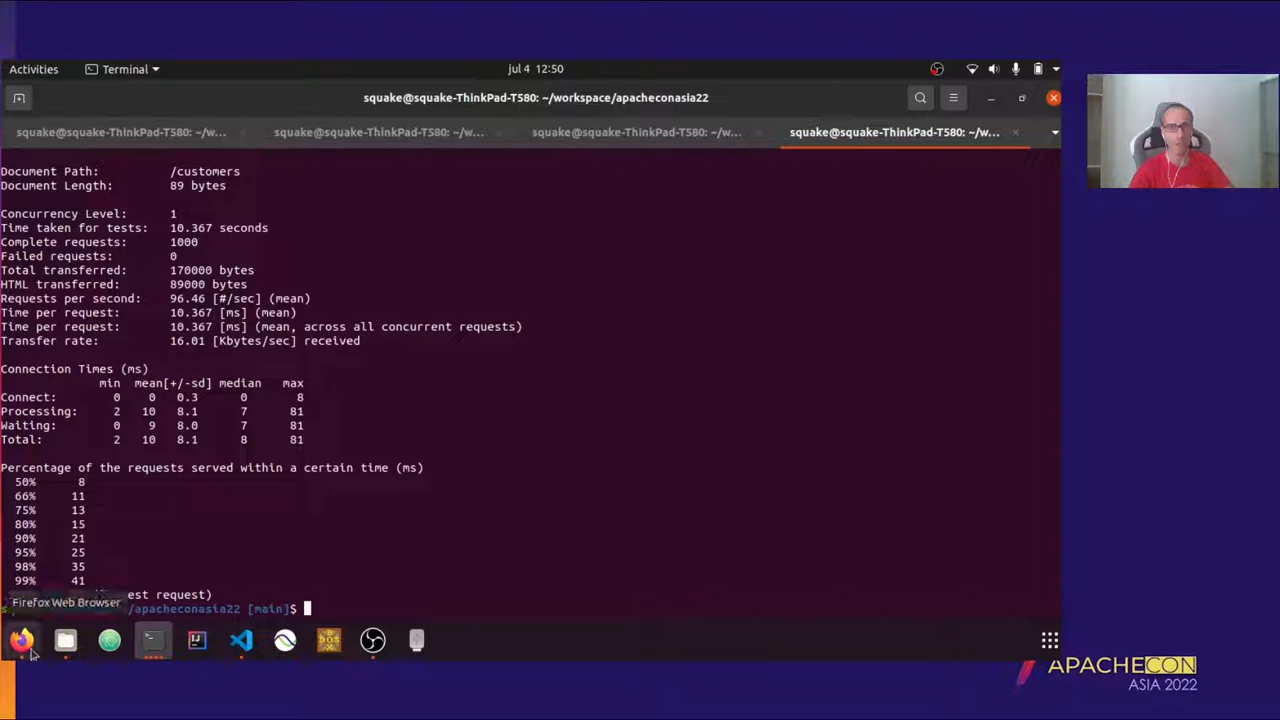 Activities
Terminal
jul 4 12:50
squake@squake-ThinkPad-T580: ~/workspace/apacheconasia22
squake@squake-ThinkPad-T580: ~/w...
squake@squake-ThinkPad-T580: ~/w...
squake@squake-ThinkPad-T580: ~/w...
squake@squake-ThinkPad-T580: ~/w...
Document Path: /customers
Document Length: 89 bytes
Concurrency Level: 1
Time taken for tests: 10.367 seconds
Complete requests: 1000
Failed requests: 0
Total transferred: 170000 bytes
HTML transferred: 89000 bytes
Requests per second: 96.46 [#/sec] (mean)
Time per request: 10.367 [ms] (mean)
Time per request: 10.367 [ms] (mean, across all concurrent requests)
Transfer rate: 16.01 [Kbytes/sec] received
Connection Times (ms)
min mean[+/-sd] median max
Connect: 0 0 0.3 0 8
Processing: 2 10 8.1 7 81
Waiting: 0 9 8.0 7 81
Total: 2 10 8.1 8 81
Percentage of the requests served within a certain time (ms)
50% 8
66% 11
75% 13
80% 15
90% 21
95% 25
98% 35
99% 41
est request)
Firefox Web Browser
/apacheconasia22 [main]$
DOS
APACHECON
ASIA 2022